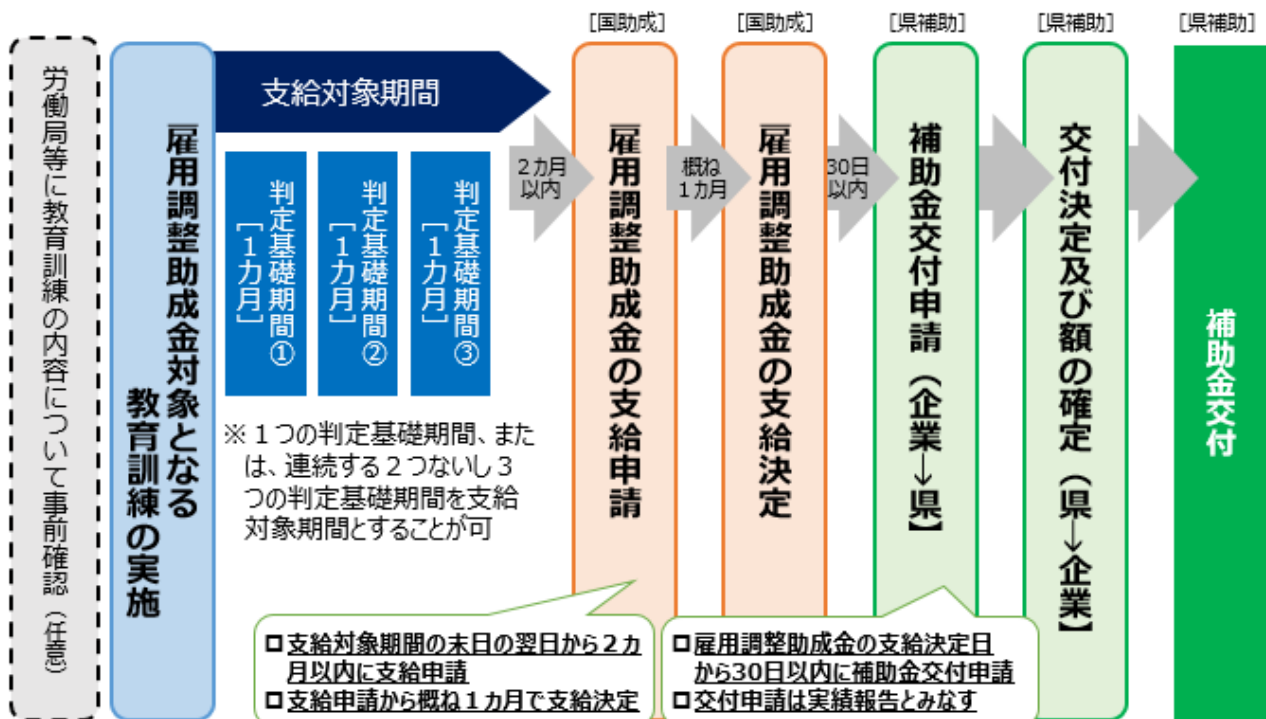 [国助成]
[国助成]
[県補助]
[県補助]
[県補助]
労働局等に教育訓練の内容について事前確認（任意）
雇用調整助成金対象となる
教育訓練の実施
支給対象期間
判定基礎期間①
[１カ月]
判定基礎期間②
[１カ月]
判定基礎期間③
[１カ月]
※１つの判定基礎期間、また
は、連続する２つないし３
つの判定基礎期間を支給
対象期間とすることが可
２カ月
以内
雇用調整助成金の支給申請
概ね
１カ月
雇用調整助成金の支給決定
30日
以内
補助金交付申請（企業→県】
交付決定及び額の確定（県→企業】
補助金交付
□支給対象期間の末日の翌日から２カ
月以内に支給申請
□支給申請から概ね１カ月で支給決定
□雇用調整助成金の支給決定日
から30日以内に補助金交付申請
□交付申請は実績報告とみなす